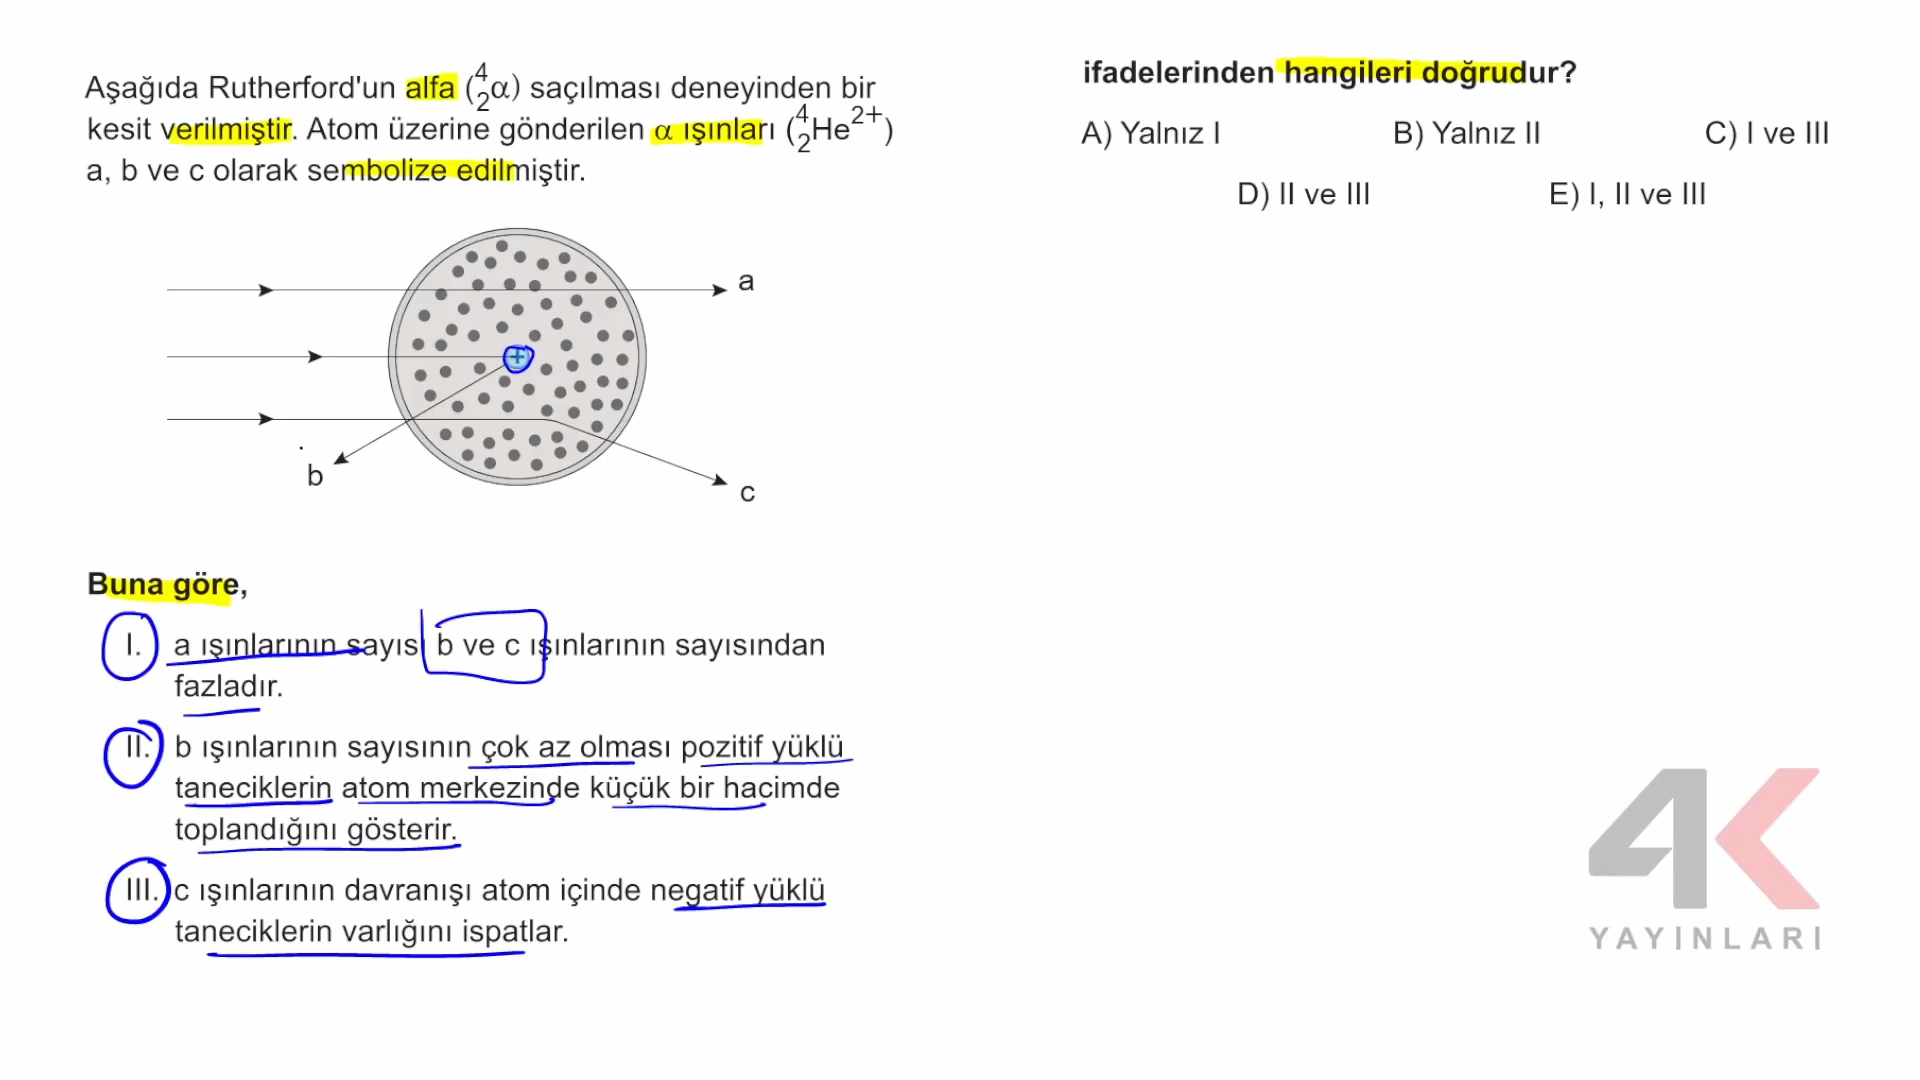 Aşağıda Rutherford'un alfa (⁴₂α) saçılması deneyinden bir
kesit verilmiştir. Atom üzerine gönderilen α ışınları (⁴₂He²⁺)
a, b ve c olarak sembolize edilmiştir.
a
+
b
c
Buna göre,
I. a ışınlarının sayısı b ve c ışınlarının sayısından
fazladır.
II. b ışınlarının sayısının çok az olması pozitif yüklü
taneciklerin atom merkezinde küçük bir hacimde
toplandığını gösterir.
III. c ışınlarının davranışı atom içinde negatif yüklü
taneciklerin varlığını ispatlar.
ifadelerinden hangileri doğrudur?
A) Yalnız I B) Yalnız II C) I ve III
D) II ve III E) I, II ve III
4K
YAYINLARI